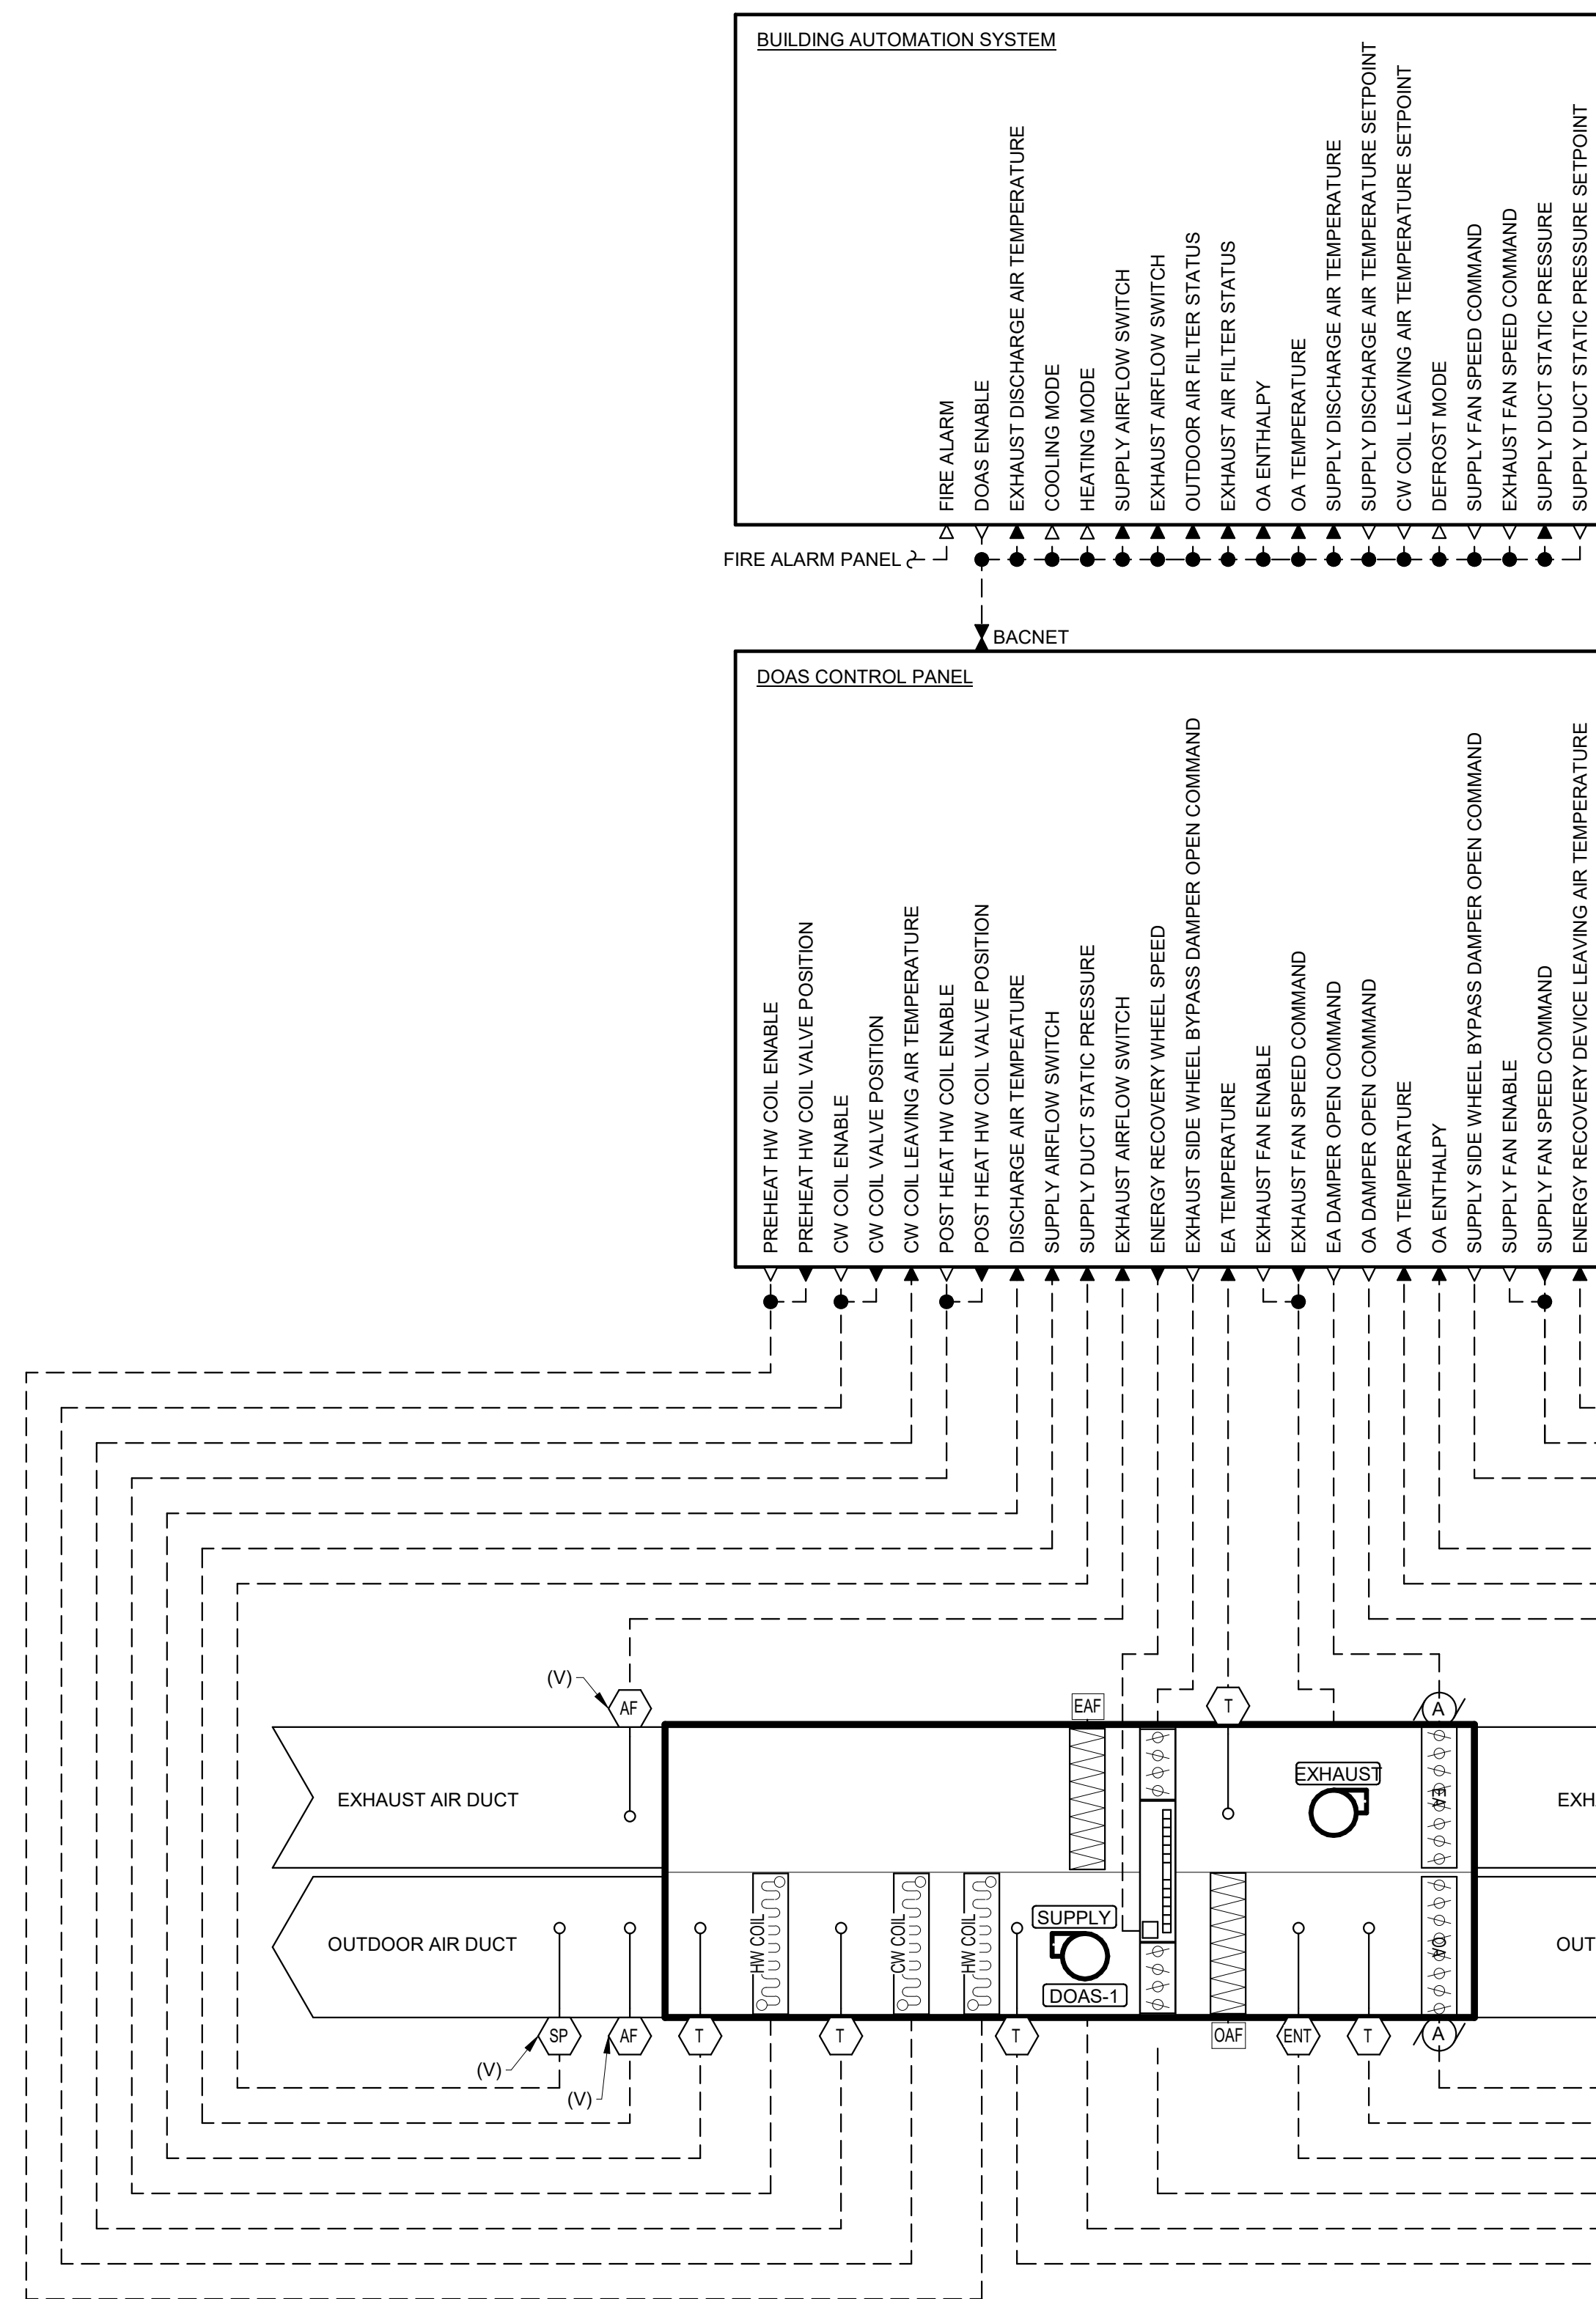 BUILDING AUTOMATION SYSTEM
FIRE ALARM
DOAS ENABLE
EXHAUST DISCHARGE AIR TEMPERATURE
COOLING MODE
HEATING MODE
SUPPLY AIRFLOW SWITCH
EXHAUST AIRFLOW SWITCH
OUTDOOR AIR FILTER STATUS
EXHAUST AIR FILTER STATUS
OA ENTHALPY
OA TEMPERATURE
SUPPLY DISCHARGE AIR TEMPERATURE
SUPPLY DISCHARGE AIR TEMPERATURE SETPOINT
CW COIL LEAVING AIR TEMPERATURE SETPOINT
DEFROST MODE
SUPPLY FAN SPEED COMMAND
EXHAUST FAN SPEED COMMAND
SUPPLY DUCT STATIC PRESSURE
SUPPLY DUCT STATIC PRESSURE SETPOINT
FIRE ALARM PANEL
BACNET
DOAS CONTROL PANEL
PREHEAT HW COIL ENABLE
PREHEAT HW COIL VALVE POSITION
CW COIL ENABLE
CW COIL VALVE POSITION
CW COIL LEAVING AIR TEMPERATURE
POST HEAT HW COIL ENABLE
POST HEAT HW COIL VALVE POSITION
DISCHARGE AIR TEMPEATURE
SUPPLY AIRFLOW SWITCH
SUPPLY DUCT STATIC PRESSURE
EXHAUST AIRFLOW SWITCH
ENERGY RECOVERY WHEEL SPEED
EXHAUST SIDE WHEEL BYPASS DAMPER OPEN COMMAND
EA TEMPERATURE
EXHAUST FAN ENABLE
EXHAUST FAN SPEED COMMAND
EA DAMPER OPEN COMMAND
OA DAMPER OPEN COMMAND
OA TEMPERATURE
OA ENTHALPY
SUPPLY SIDE WHEEL BYPASS DAMPER OPEN COMMAND
SUPPLY FAN ENABLE
SUPPLY FAN SPEED COMMAND
ENERGY RECOVERY DEVICE LEAVING AIR TEMPERATURE
(V)
AF
EAF
T
A
EXHAUST AIR DUCT
EXHAUST
EA
EXH
OUTDOOR AIR DUCT
HW COIL
CW COIL
HW COIL
SUPPLY
DOAS-1
OA
OUT
SP
AF
T
T
T
OAF
ENT
T
A
(V)
(V)